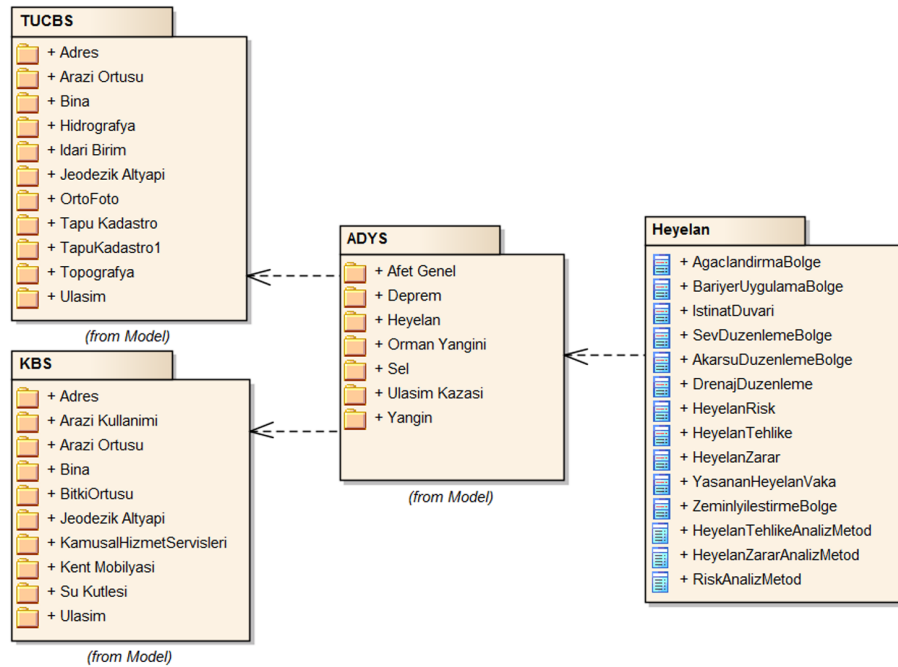 TUCBS
+ Adres
+ Arazi Ortusu
+ Bina
+ Hidrografya
+ Idari Birim
+ Jeodezik Altyapi
+ OrtoFoto
+ Tapu Kadastro
+ TapuKadastro1
+ Topografya
+ Ulasim
(from Model)
KBS
+ Adres
+ Arazi Kullanimi
+ Arazi Ortusu
+ Bina
+ BitkiOrtusu
+ Jeodezik Altyapi
+ KamusalHizmetServisleri
+ Kent Mobilyasi
+ Su Kutlesi
+ Ulasim
(from Model)
ADYS
+ Afet Genel
+ Deprem
+ Heyelan
+ Orman Yangini
+ Sel
+ Ulasim Kazasi
+ Yangin
(from Model)
Heyelan
+ AgaclandirmaBolge
+ BariyerUygulamaBolge
+ IstinatDuvari
+ SevDuzenlemeBolge
+ AkarsuDuzenlemeBolge
+ DrenajDuzenleme
+ HeyelanRisk
+ HeyelanTehlike
+ HeyelanZarar
+ YasananHeyelanVaka
+ ZeminIyilestirmeBolge
+ HeyelanTehlikeAnalizMetod
+ HeyelanZararAnalizMetod
+ RiskAnalizMetod